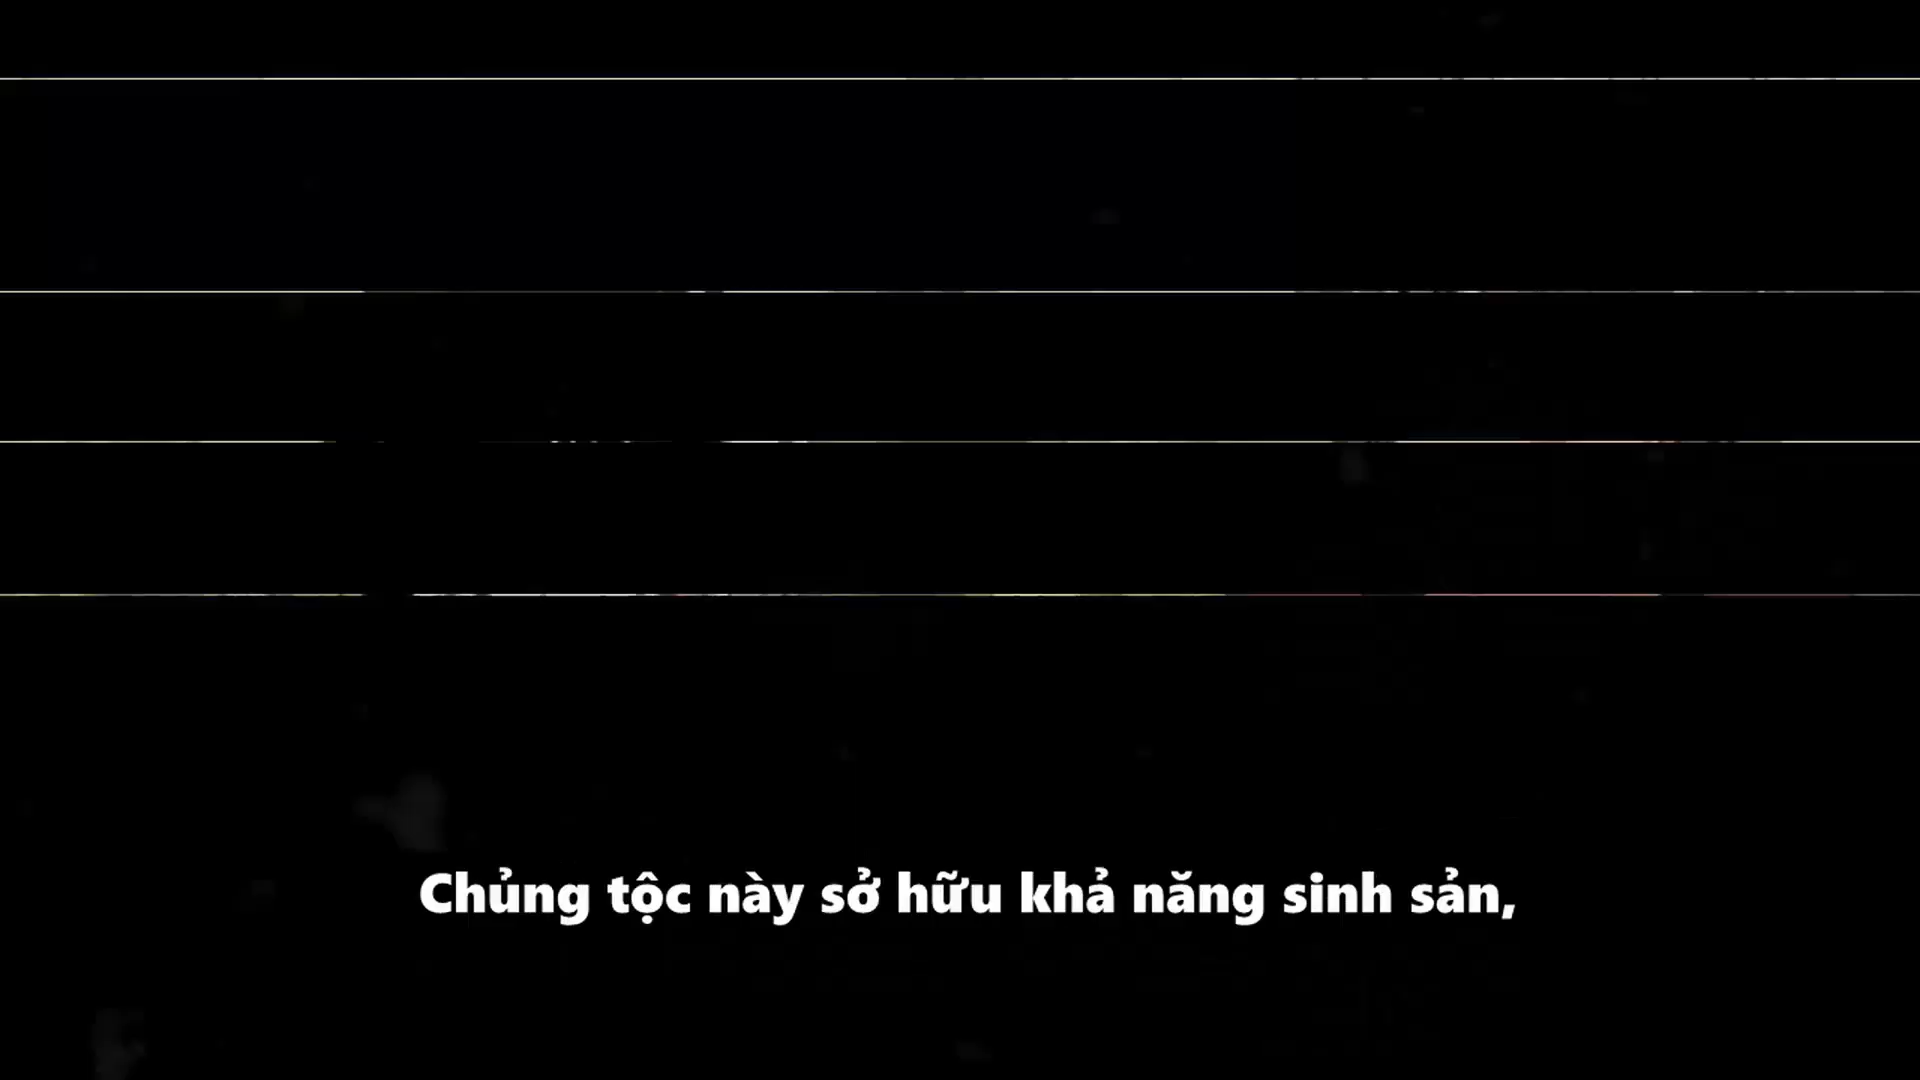 Chủng tộc này sở hữu khả năng sinh sản,